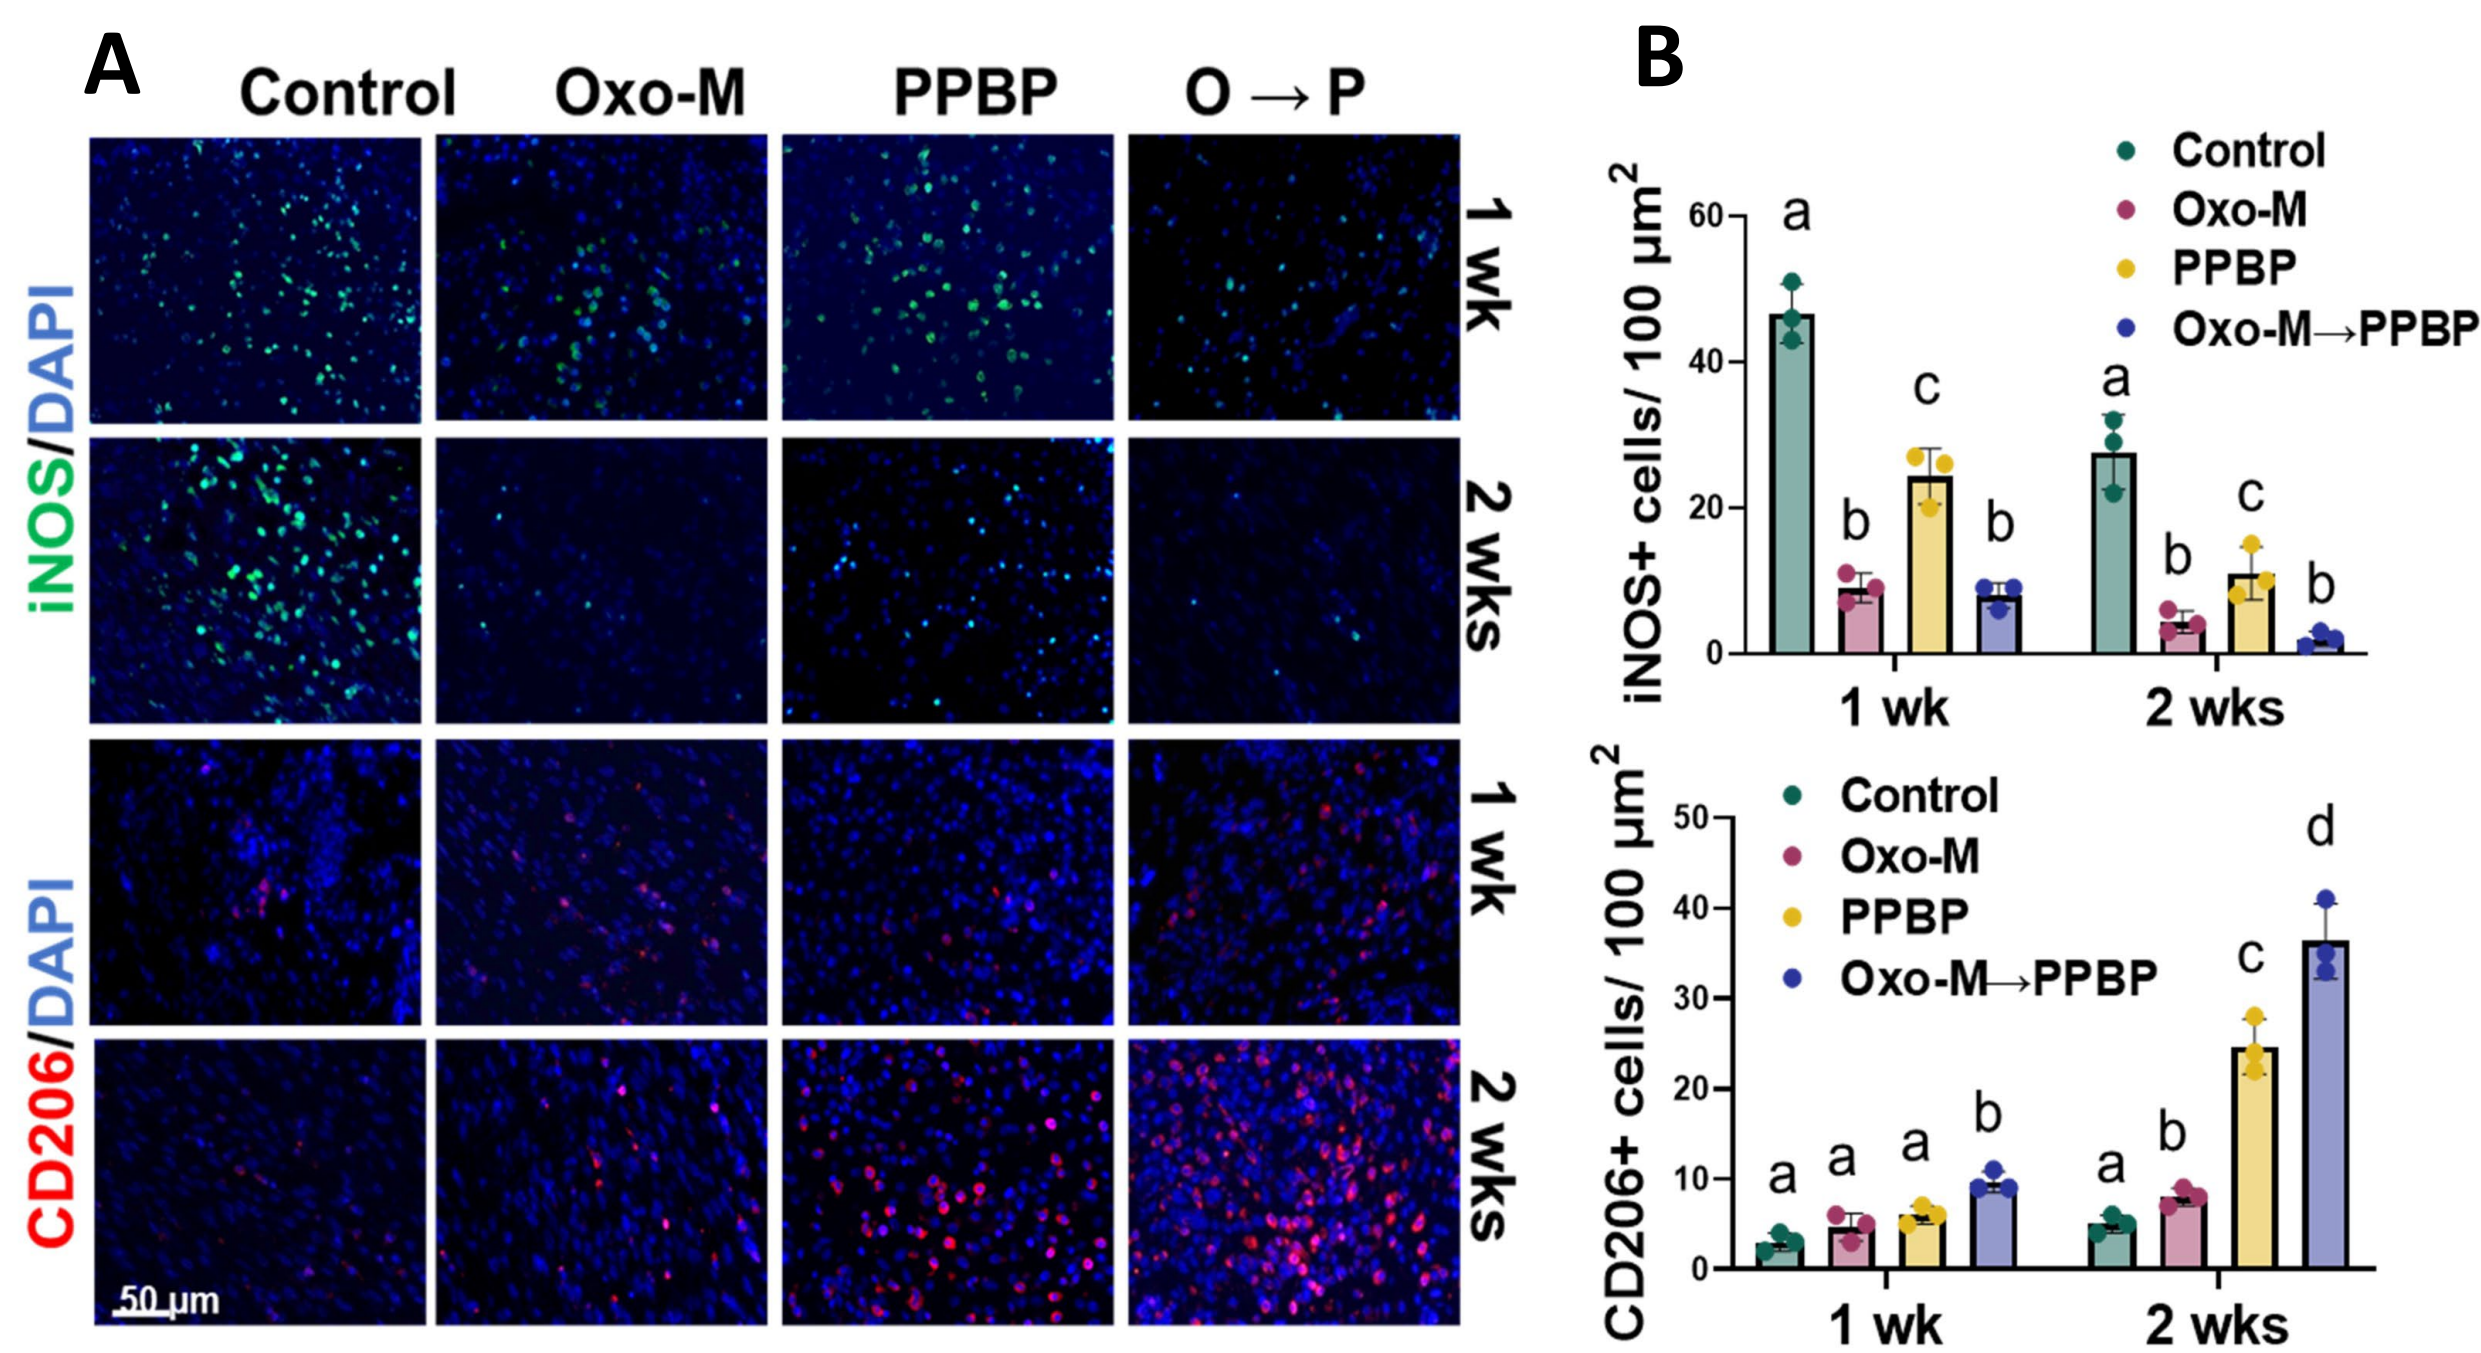 A
Control
Oxo-M
PPBP
O → P
iNOS/DAPI
1 wk
2 wks
CD206/DAPI
1 wk
2 wks
50 µm
B
iNOS+ cells/ 100 µm²
60
40
20
0
Control
Oxo-M
PPBP
Oxo-M→PPBP
a
b
c
b
a
b
c
b
1 wk
2 wks
CD206+ cells/ 100 µm²
50
40
30
20
10
0
Control
Oxo-M
PPBP
Oxo-M→PPBP
a
a
a
b
a
b
c
d
1 wk
2 wks